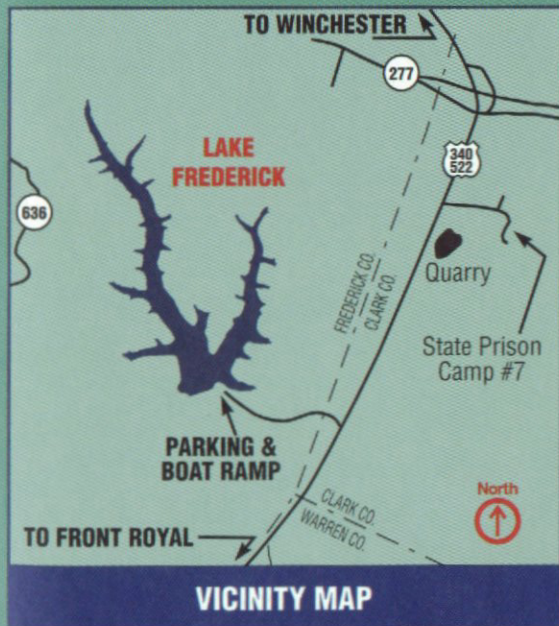 TO WINCHESTER
277
LAKE
FREDERICK
340
522
636
FREDERICK CO.
CLARK CO.
Quarry
State Prison
Camp #7
PARKING &
BOAT RAMP
North
CLARK CO.
WARREN CO.
TO FRONT ROYAL
VICINITY MAP